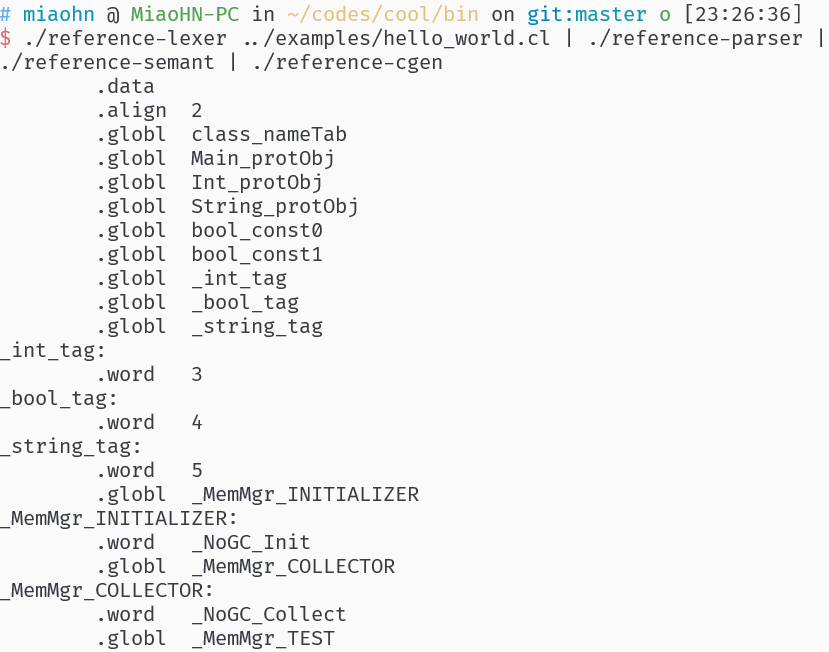 # miaohn @ MiaoHN-PC in ~/codes/cool/bin on git:master o [23:26:36]
$ ./reference-lexer ../examples/hello_world.cl | ./reference-parser |
./reference-semant | ./reference-cgen
        .data
        .align  2
        .globl  class_nameTab
        .globl  Main_protObj
        .globl  Int_protObj
        .globl  String_protObj
        .globl  bool_const0
        .globl  bool_const1
        .globl  _int_tag
        .globl  _bool_tag
        .globl  _string_tag
_int_tag:
        .word   3
_bool_tag:
        .word   4
_string_tag:
        .word   5
        .globl  _MemMgr_INITIALIZER
_MemMgr_INITIALIZER:
        .word   _NoGC_Init
        .globl  _MemMgr_COLLECTOR
_MemMgr_COLLECTOR:
        .word   _NoGC_Collect
        .globl  _MemMgr_TEST